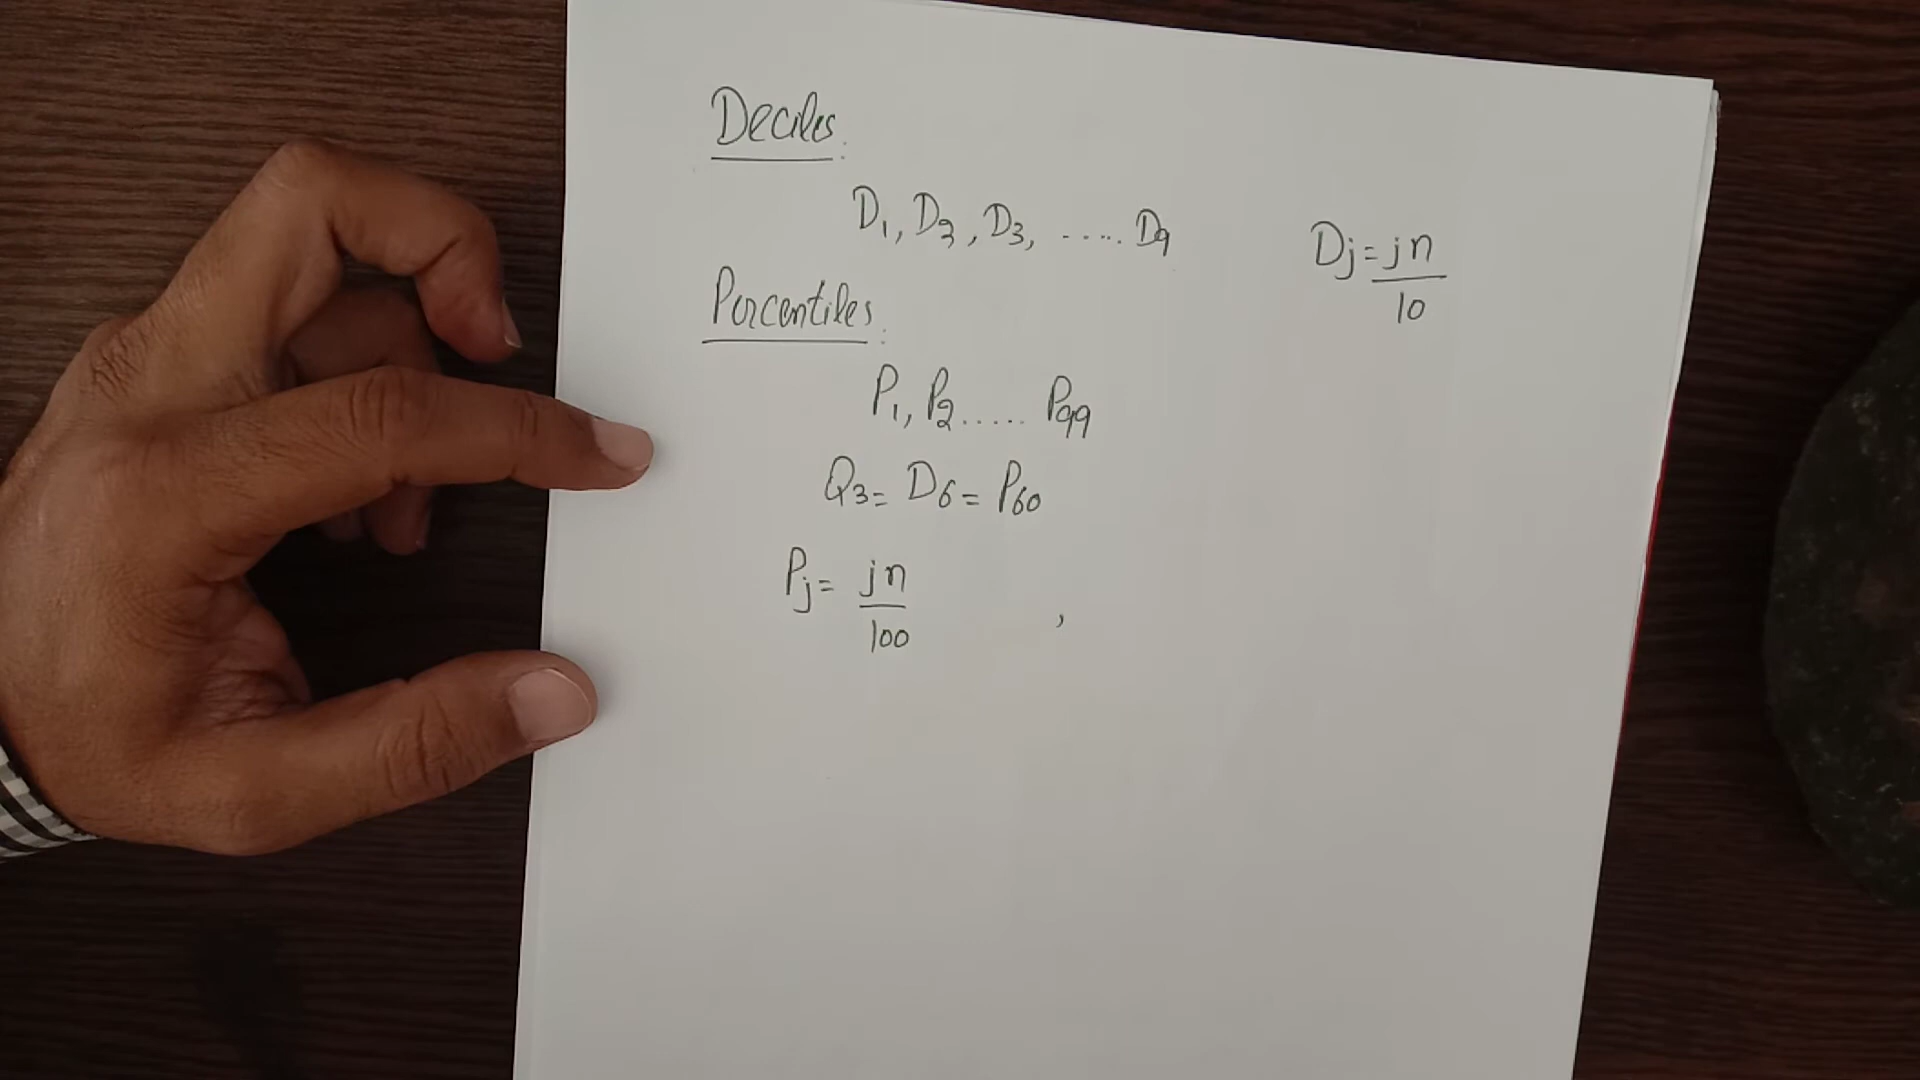 Deciles:
D₁, D₂, D₃, ..... D₉
Dj = jn/10
Percentiles:
P₁, P₂ ..... P₉₉
Q₃ = D₆ = P₆₀
Pj = jn/100
,